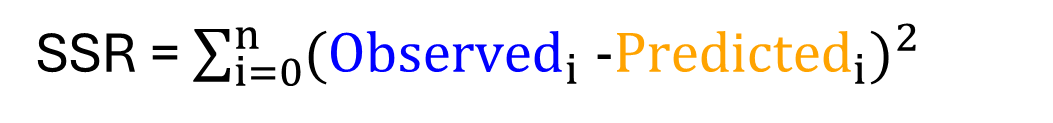 SSR = ∑ⁿᵢ₌₀(Observedᵢ -Predictedᵢ)²